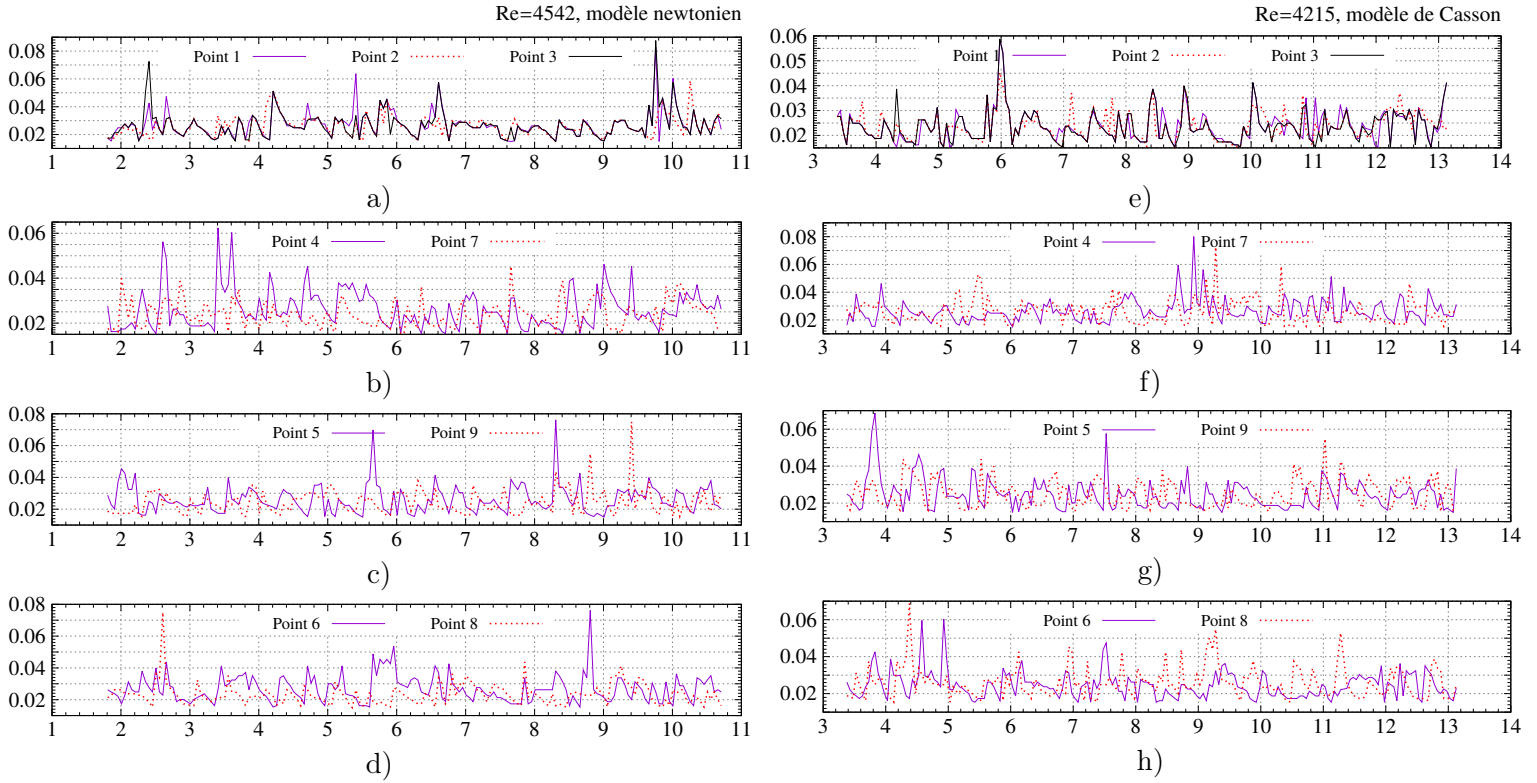 Re=4542, modèle newtonien
0.08
0.06
0.04
0.02
Point 1 Point 2 Point 3
1 2 3 4 5 6 7 8 9 10 11
a)
0.06
0.04
0.02
Point 4 Point 7
1 2 3 4 5 6 7 8 9 10 11
b)
0.08
0.06
0.04
0.02
Point 5 Point 9
1 2 3 4 5 6 7 8 9 10 11
c)
0.08
0.06
0.04
0.02
Point 6 Point 8
1 2 3 4 5 6 7 8 9 10 11
d)
Re=4215, modèle de Casson
0.06
0.05
0.04
0.03
0.02
Point 1 Point 2 Point 3
3 4 5 6 7 8 9 10 11 12 13 14
e)
0.08
0.06
0.04
0.02
Point 4 Point 7
3 4 5 6 7 8 9 10 11 12 13 14
f)
0.06
0.04
0.02
Point 5 Point 9
3 4 5 6 7 8 9 10 11 12 13 14
g)
0.06
0.04
0.02
Point 6 Point 8
3 4 5 6 7 8 9 10 11 12 13 14
h)